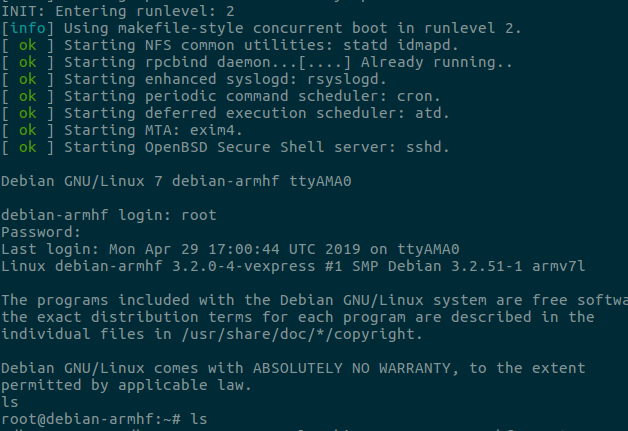 INIT: Entering runlevel: 2
[info] Using makefile-style concurrent boot in runlevel 2.
[ ok ] Starting NFS common utilities: statd idmapd.
[ ok ] Starting rpcbind daemon...[....] Already running..
[ ok ] Starting enhanced syslogd: rsyslogd.
[ ok ] Starting periodic command scheduler: cron.
[ ok ] Starting deferred execution scheduler: atd.
[ ok ] Starting MTA: exim4.
[ ok ] Starting OpenBSD Secure Shell server: sshd.
Debian GNU/Linux 7 debian-armhf ttyAMA0
debian-armhf login: root
Password:
Last login: Mon Apr 29 17:00:44 UTC 2019 on ttyAMA0
Linux debian-armhf 3.2.0-4-vexpress #1 SMP Debian 3.2.51-1 armv7l
The programs included with the Debian GNU/Linux system are free softwa
the exact distribution terms for each program are described in the
individual files in /usr/share/doc/*/copyright.
Debian GNU/Linux comes with ABSOLUTELY NO WARRANTY, to the extent
permitted by applicable law.
ls
root@debian-armhf:~# ls